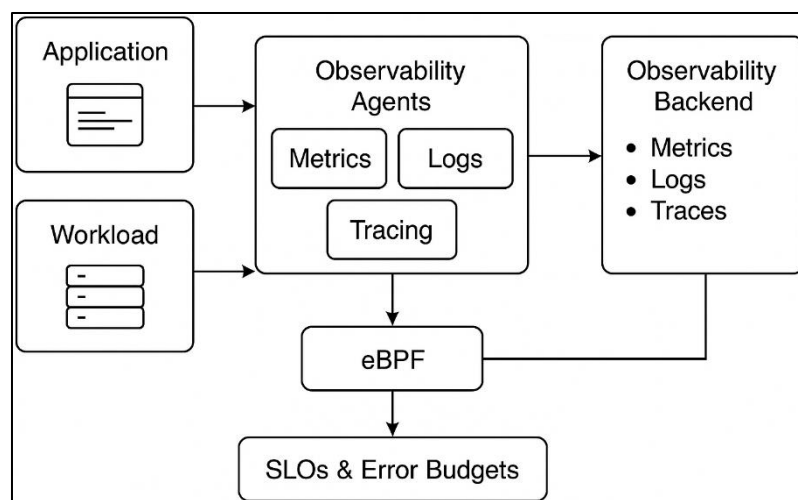 Application
Workload
Observability
Agents
Metrics
Logs
Tracing
Observability
Backend
• Metrics
• Logs
• Traces
eBPF
SLOs & Error Budgets